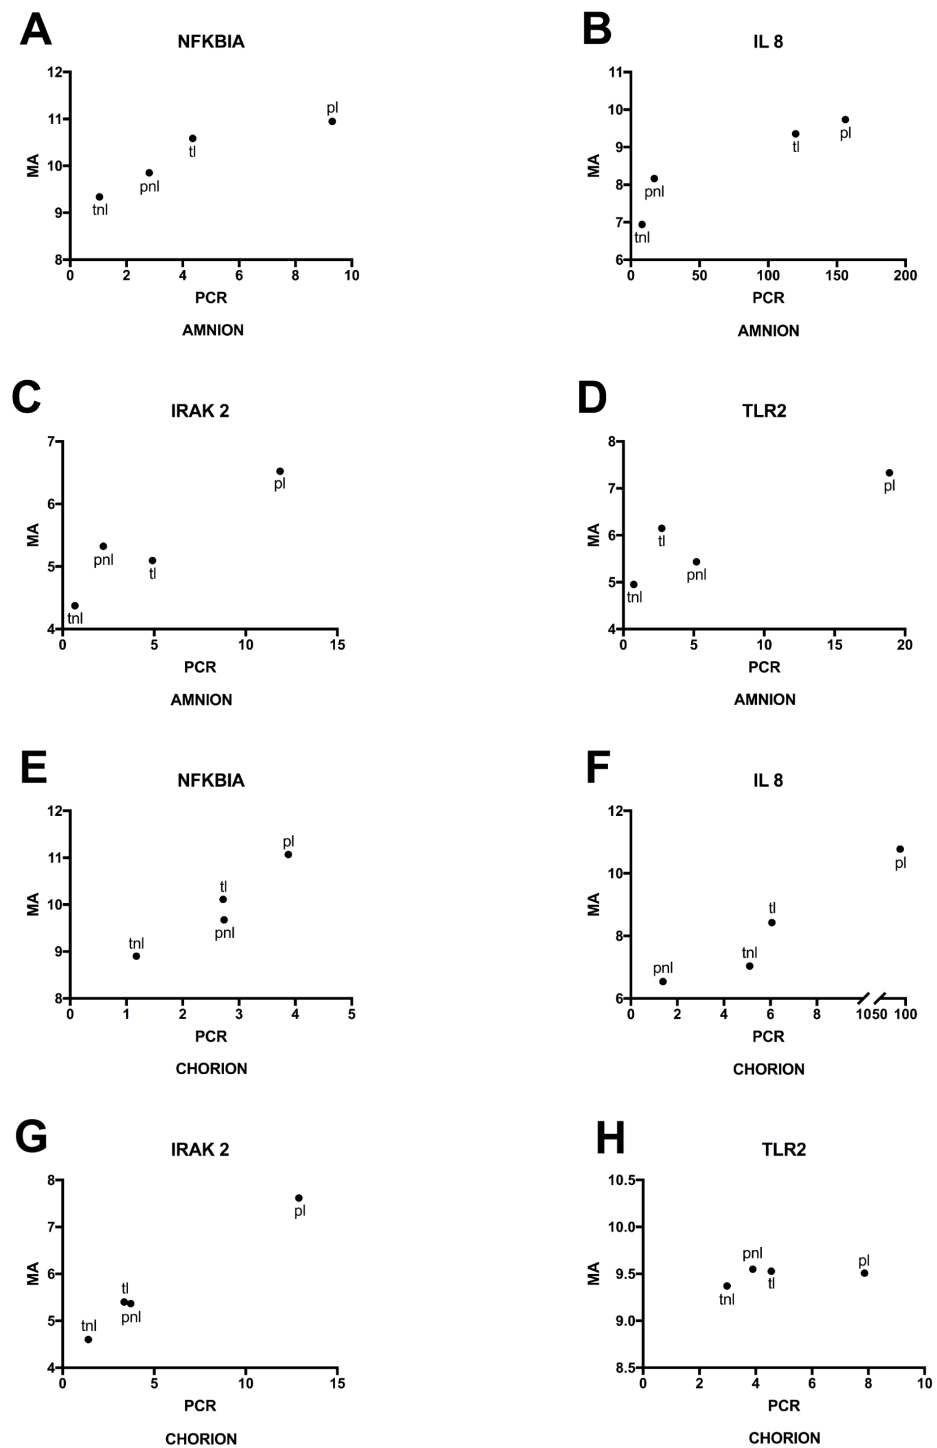 A
NFKBIA
12
11
10
9
8
MA
tnl
pnl
tl
pl
0 2 4 6 8 10
PCR
AMNION
B
IL 8
11
10
9
8
7
6
MA
tnl
pnl
tl
pl
0 50 100 150 200
PCR
AMNION
C
IRAK 2
7
6
5
4
MA
tnl
pnl
tl
pl
0 5 10 15
PCR
AMNION
D
TLR2
8
7
6
5
4
MA
tnl
tl
pnl
pl
0 5 10 15 20
PCR
AMNION
E
NFKBIA
12
11
10
9
8
MA
tnl
tl
pnl
pl
0 1 2 3 4 5
PCR
CHORION
F
IL 8
12
10
8
6
MA
pnl
tnl
tl
pl
0 2 4 6 8 10 50 100
PCR
CHORION
G
IRAK 2
8
7
6
5
4
MA
tnl
tl
pnl
pl
0 5 10 15
PCR
CHORION
H
TLR2
10.5
10.0
9.5
9.0
8.5
MA
tnl
pnl
tl
pl
0 2 4 6 8 10
PCR
CHORION